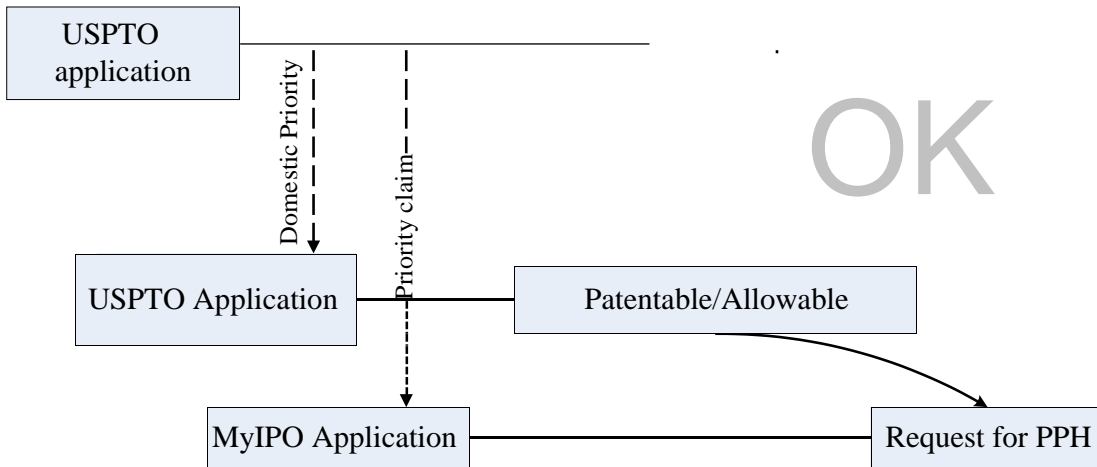 USPTO
application
.
OK
Domestic Priority
Priority claim
USPTO Application
Patentable/Allowable
MyIPO Application
Request for PPH